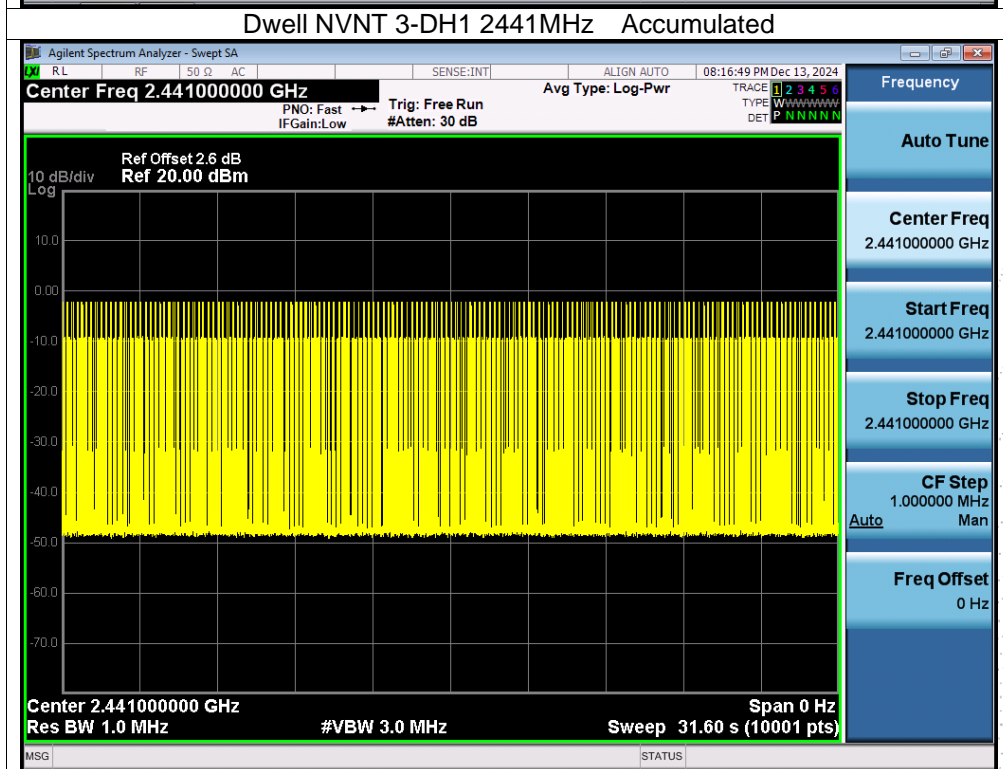 Dwell NVNT 3-DH1 2441MHz Accumulated
Agilent Spectrum Analyzer - Swept SA
LXI RL RF 50 Ω AC SENSE:INT ALIGN AUTO 08:16:49 PM Dec 13, 2024
Center Freq 2.441000000 GHz
PNO: Fast
IFGain:Low
Trig: Free Run
#Atten: 30 dB
Avg Type: Log-Pwr
TRACE 1 2 3 4 5 6
TYPE WWWWWWW
DET P N N N N N
Frequency
Auto Tune
Center Freq
2.441000000 GHz
Start Freq
2.441000000 GHz
Stop Freq
2.441000000 GHz
CF Step
1.000000 MHz
Auto Man
Freq Offset
0 Hz
Ref Offset 2.6 dB
10 dB/div Ref 20.00 dBm
Log
10.0
0.00
-10.0
-20.0
-30.0
-40.0
-50.0
-60.0
-70.0
Center 2.441000000 GHz Span 0 Hz
Res BW 1.0 MHz #VBW 3.0 MHz Sweep 31.60 s (10001 pts)
MSG STATUS